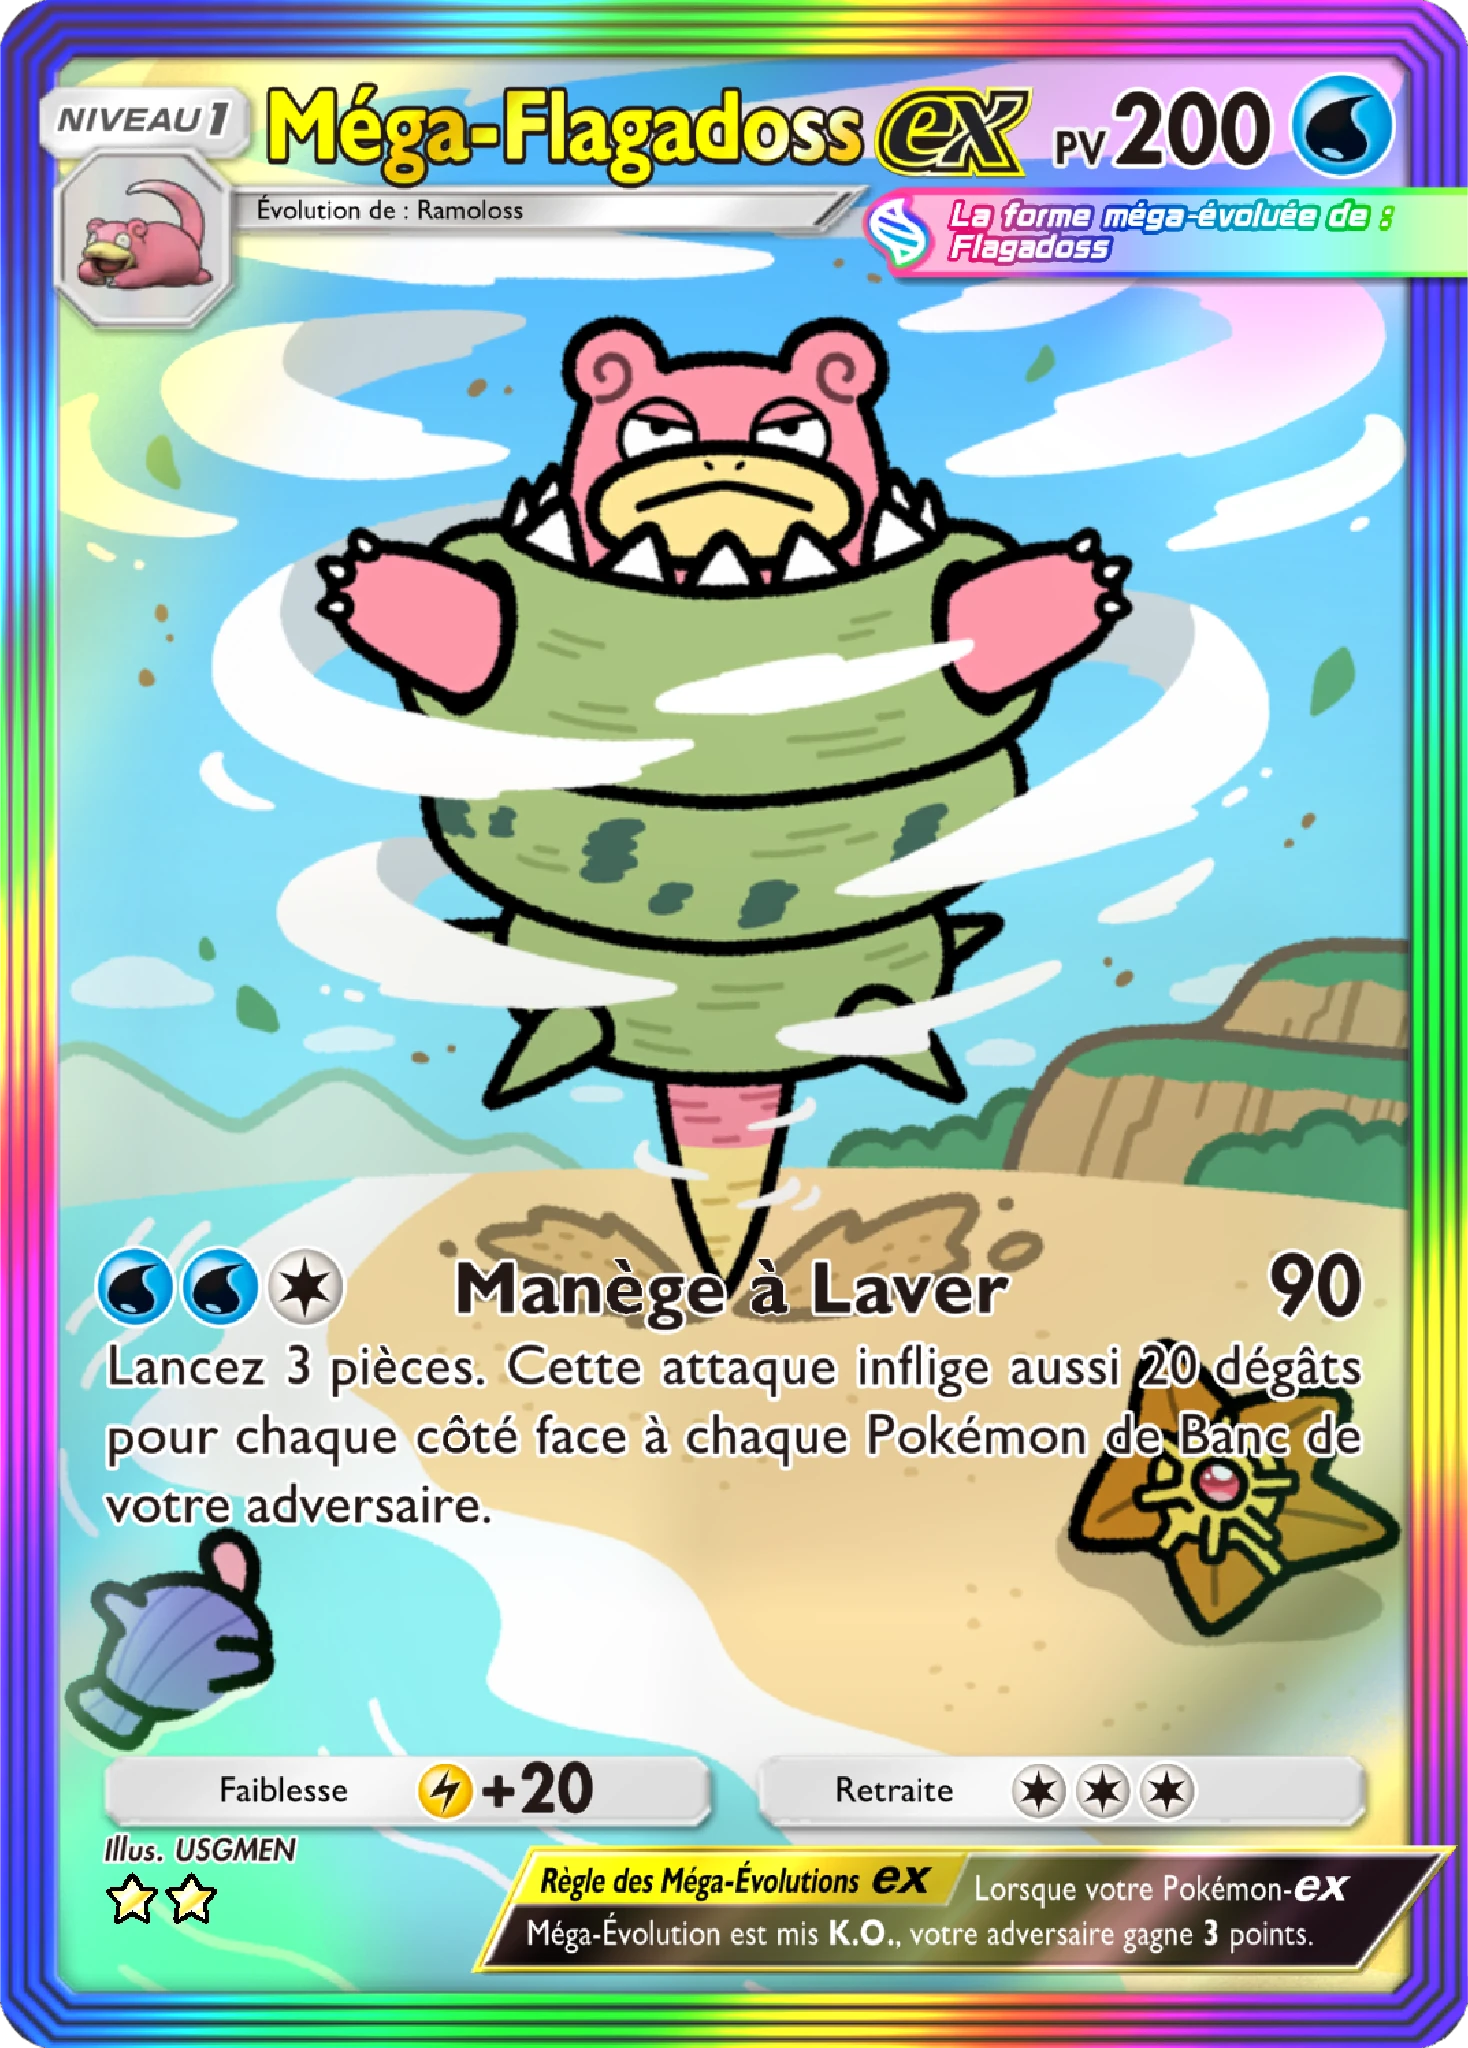 NIVEAU 1 Méga-Flagadoss ex PV 200
Évolution de : Ramoloss
La forme méga-évoluée de :
Flagadoss
Manège à Laver 90
Lancez 3 pièces. Cette attaque inflige aussi 20 dégâts
pour chaque côté face à chaque Pokémon de Banc de
votre adversaire.
Faiblesse +20 Retraite
Illus. USGMEN
Règle des Méga-Évolutions ex Lorsque votre Pokémon-ex
Méga-Évolution est mis K.O., votre adversaire gagne 3 points.